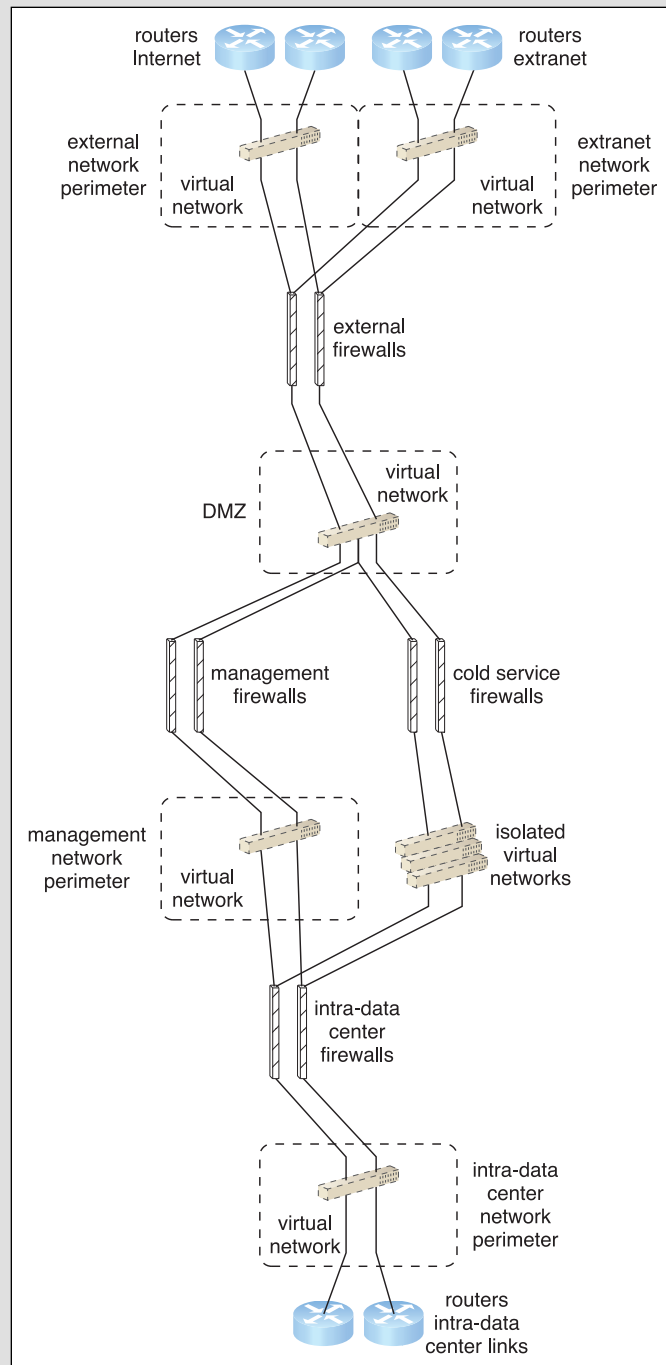 routers
Internet
routers
extranet
external
network
perimeter
virtual
network
virtual
network
extranet
network
perimeter
external
firewalls
DMZ
virtual
network
management
firewalls
cold service
firewalls
management
network
perimeter
virtual
network
isolated
virtual
networks
intra-data
center
firewalls
virtual
network
intra-data
center
network
perimeter
routers
intra-data
center links